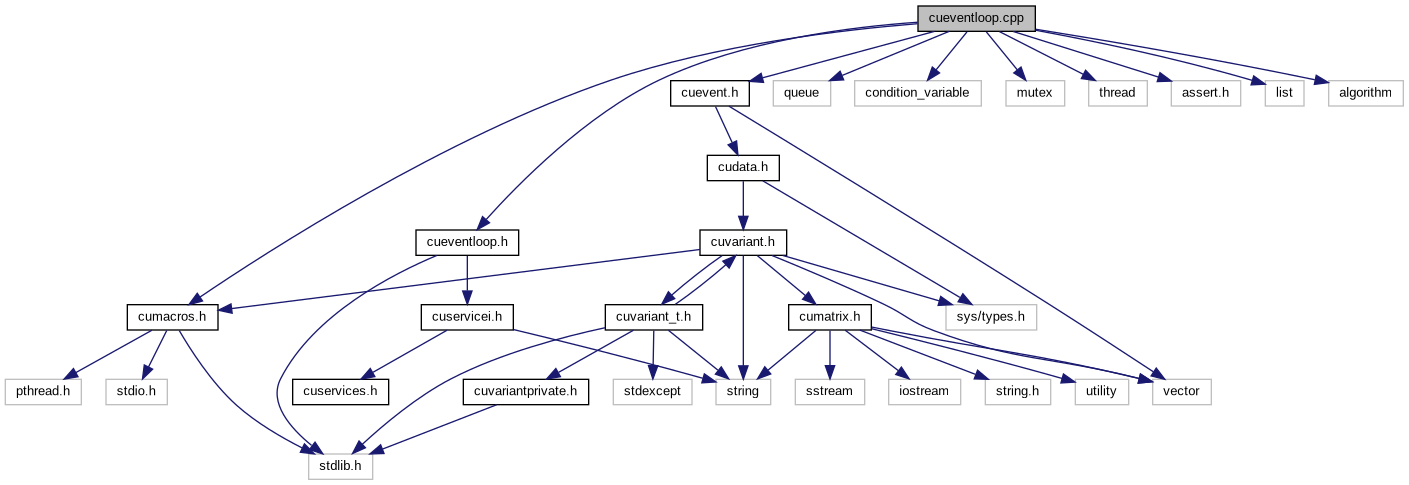 cueventloop.cpp
cuevent.h
queue
condition_variable
mutex
thread
assert.h
list
algorithm
cudata.h
cueventloop.h
cuvariant.h
cumacros.h
cuservicei.h
cuvariant_t.h
cumatrix.h
sys/types.h
pthread.h
stdio.h
cuservices.h
cuvariantprivate.h
stdexcept
string
sstream
iostream
string.h
utility
vector
stdlib.h